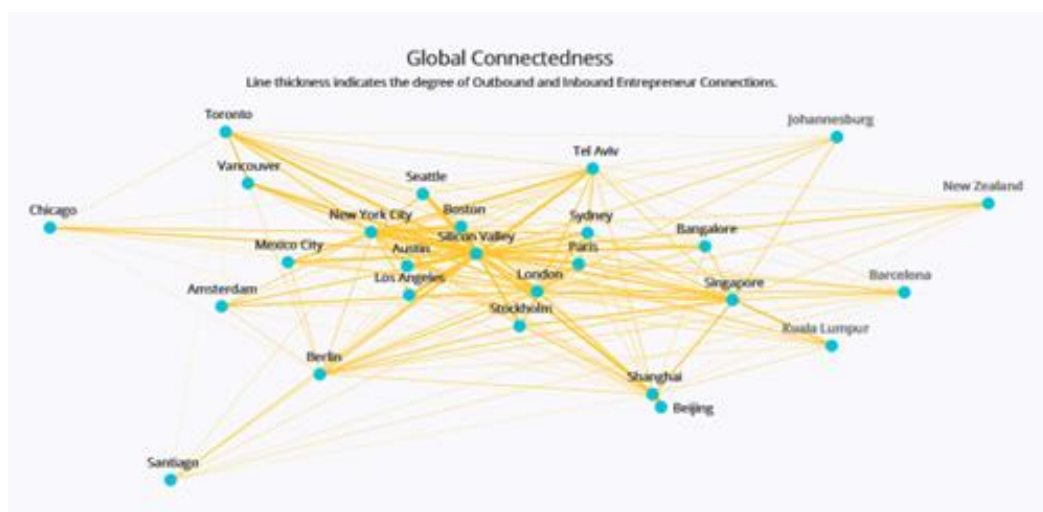 Global Connectedness
Line thickness indicates the degree of Outbound and Inbound Entrepreneur Connections.
Toronto
Johannesburg
Tel Aviv
Vancouver
Seattle
New Zealand
Chicago
New York City
Boston
Sydney
Mexico City
Austin
Silicon Valley
Paris
Bangalore
Los Angeles
London
Amsterdam
Singapore
Barcelona
Stockholm
Kuala Lumpur
Berlin
Shanghai
Beijing
Santiago